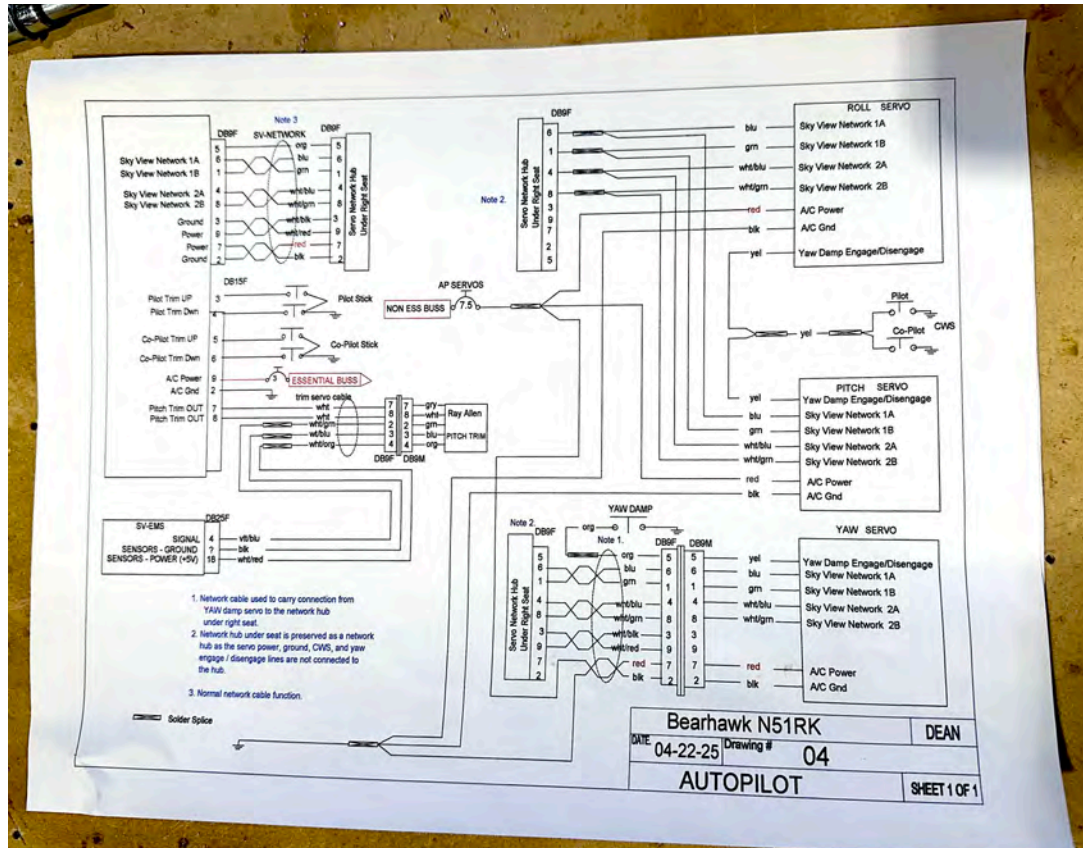 Note 3
DB9F
SV-NETWORK
DB9F
5 org 5
Sky View Network 1A 6 blu 6
Sky View Network 1B 1 grn 1
Sky View Network 2A 4 wht/blu 4
Sky View Network 2B 8 wht/grn 8
Ground 3 wht/blk 3
Power 9 wht/red 9
Power 7 red 7
Ground 2 blk 2
Servo Network Hub
Under Right Seat
DB15F
Pilot Trim UP 3
Pilot Trim Dwn 4
Pilot Stick
Co-Pilot Trim UP 5
Co-Pilot Trim Dwn 6
Co-Pilot Stick
A/C Power 9 3 ESSENTIAL BUSS
A/C Gnd 2
trim servo cable
Pitch Trim OUT 7 wht 7 7 gry
Pitch Trim OUT 8 wht 8 8 wht
wht/grn 2 2 grn
wt/blu 3 3 blu
wht/org 4 4 org
Ray Allen
PITCH TRIM
DB9F DB9M
SV-EMS
DB25F
SIGNAL 4 vlt/blu
SENSORS - GROUND ? blk
SENSORS - POWER (+5V) 18 wht/red
1. Network cable used to carry connection from
YAW damp servo to the network hub
under right seat.
2. Network hub under seat is preserved as a network
hub as the servo power, ground, CWS, and yaw
engage / disengage lines are not connected to
the hub.
3. Normal network cable function.
Solder Splice
DB9F
Note 2.
Servo Network Hub
Under Right Seat
6
1
4
8
3
9
7
2
5
ROLL SERVO
blu Sky View Network 1A
grn Sky View Network 1B
wht/blu Sky View Network 2A
wht/grn Sky View Network 2B
red A/C Power
blk A/C Gnd
yel Yaw Damp Engage/Disengage
AP SERVOS
NON ESS BUSS 7.5
Pilot
yel
Co-Pilot
CWS
PITCH SERVO
yel Yaw Damp Engage/Disengage
blu Sky View Network 1A
grn Sky View Network 1B
wht/blu Sky View Network 2A
wht/grn Sky View Network 2B
red A/C Power
blk A/C Gnd
YAW DAMP
org
Note 2.
DB9F
Note 1.
DB9F DB9M
YAW SERVO
Servo Network Hub
Under Right Seat
5 org 5 5 yel Yaw Damp Engage/Disengage
6 blu 6 6 blu Sky View Network 1A
1 grn 1 1 grn Sky View Network 1B
4 wht/blu 4 4 wht/blu Sky View Network 2A
8 wht/grn 8 8 wht/grn Sky View Network 2B
3 wht/blk 3 3
9 wht/red 9 9
7 red 7 7 red A/C Power
2 blk 2 2 blk A/C Gnd
Bearhawk N51RK
DEAN
DATE 04-22-25 Drawing # 04
AUTOPILOT
SHEET 1 OF 1